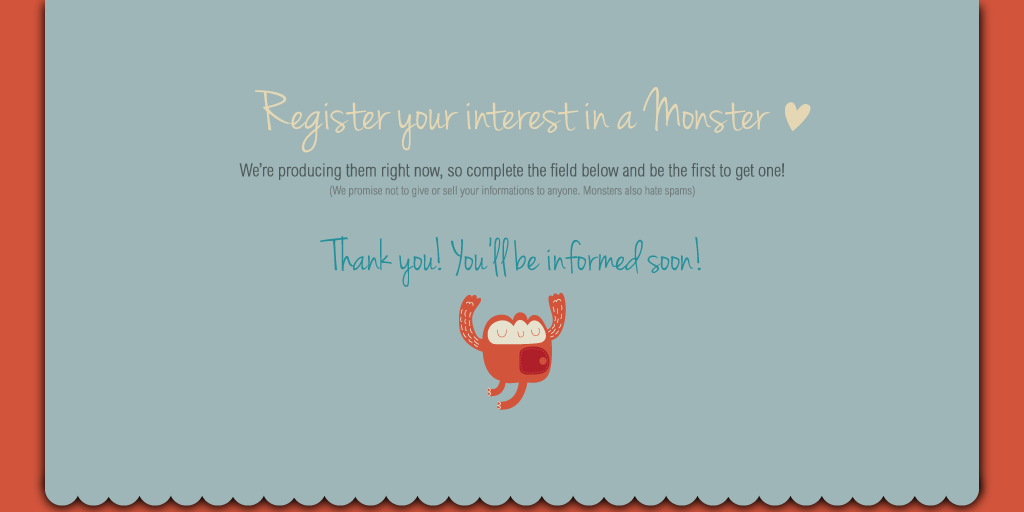 Register your interest in a Monster
We're producing them right now, so complete the field below and be the first to get one!
(We promise not to give or sell your informations to anyone. Monsters also hate spams)
Thank you! You'll be informed soon!